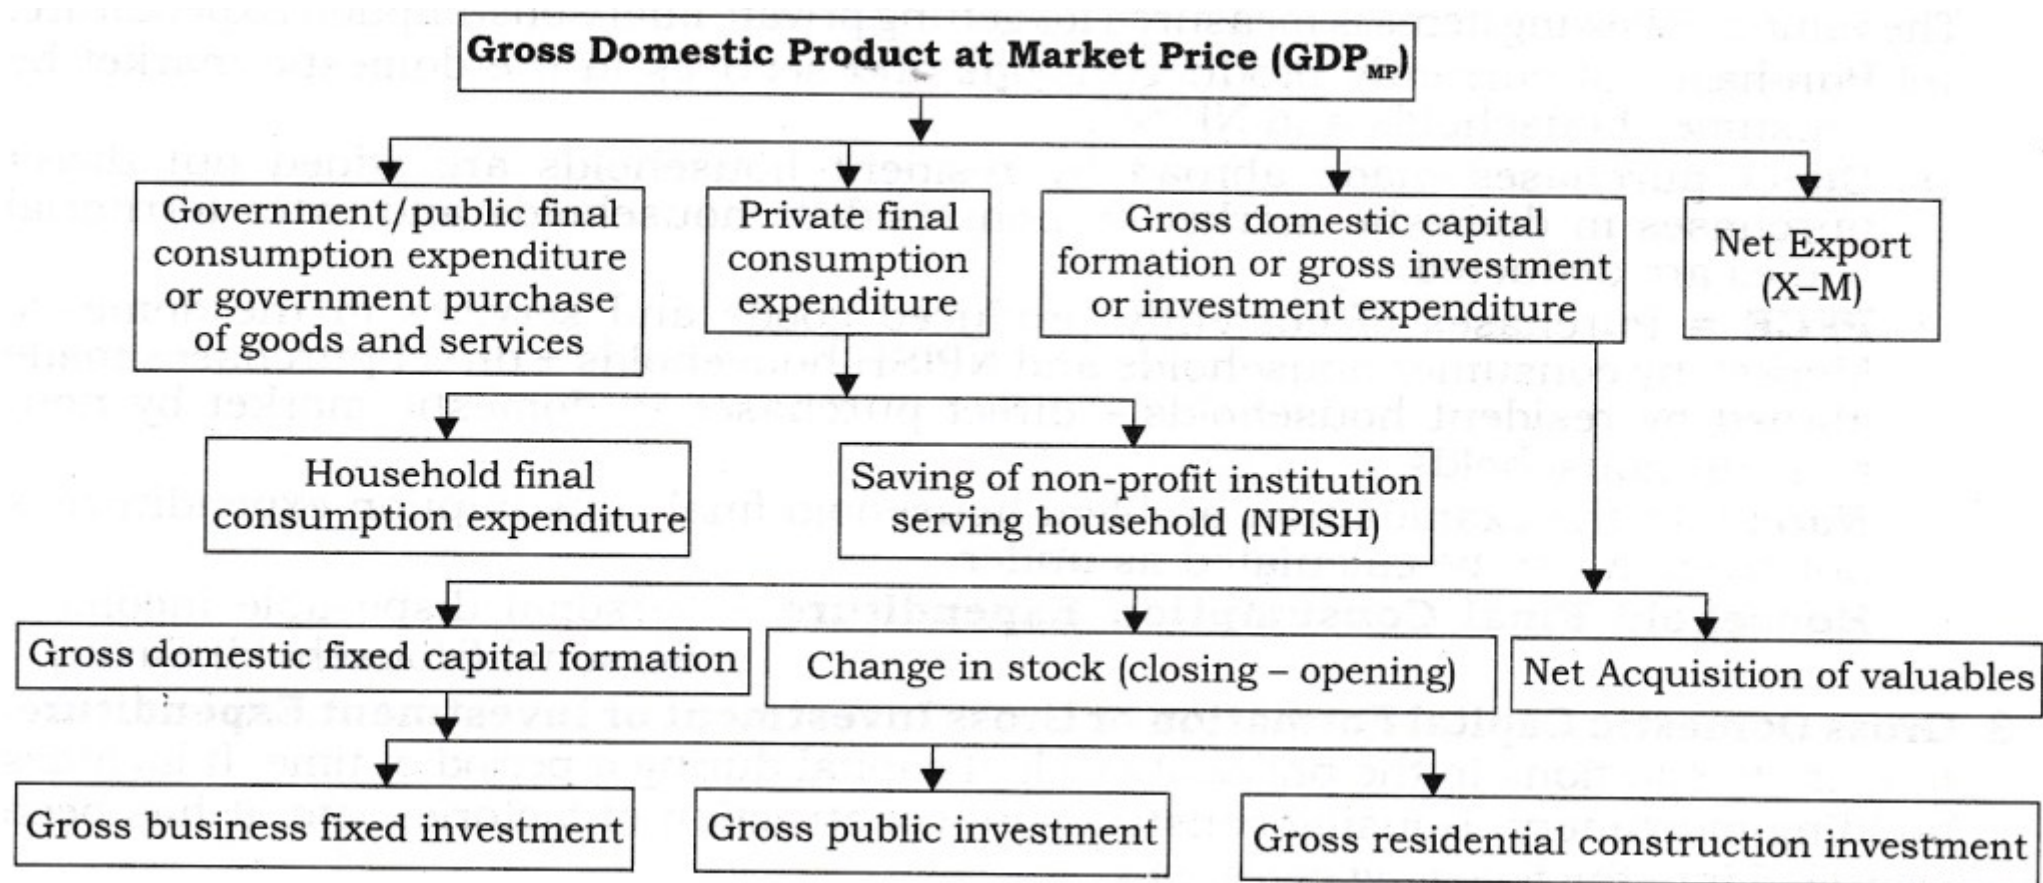 Gross Domestic Product at Market Price (GDP_MP)
Government/public final
consumption expenditure
or government purchase
of goods and services
Private final
consumption
expenditure
Gross domestic capital
formation or gross investment
or investment expenditure
Net Export
(X–M)
Household final
consumption expenditure
Saving of non-profit institution
serving household (NPISH)
Gross domestic fixed capital formation
Change in stock (closing – opening)
Net Acquisition of valuables
Gross business fixed investment
Gross public investment
Gross residential construction investment